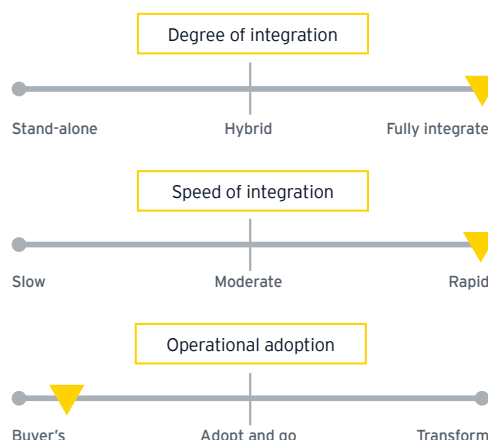 Degree of integration
Stand-alone Hybrid Fully integrate
Speed of integration
Slow Moderate Rapid
Operational adoption
Buyer's Adopt and go Transform